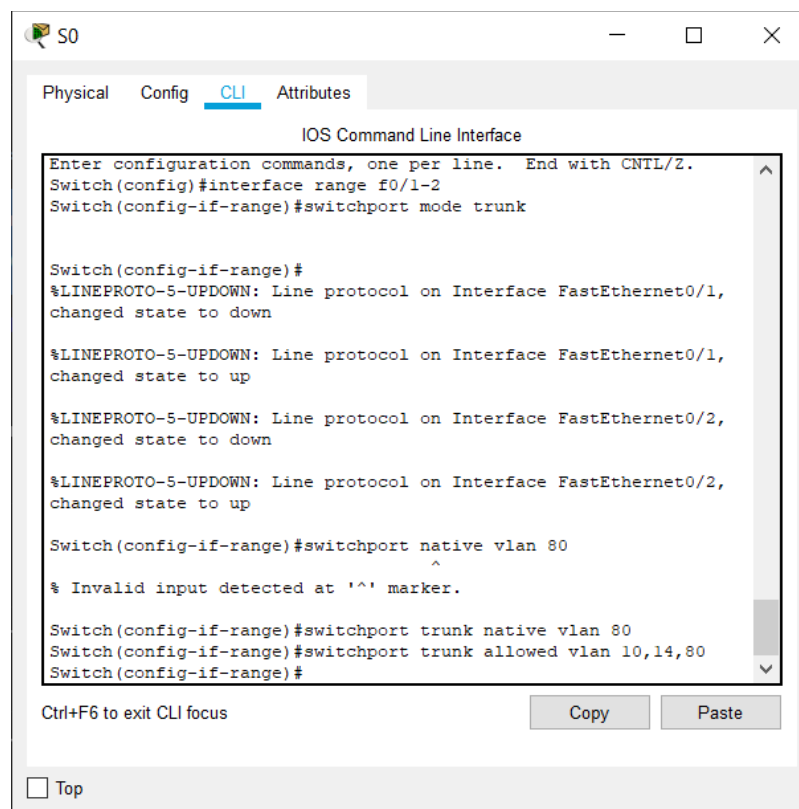 S0
Physical Config CLI Attributes
IOS Command Line Interface
Enter configuration commands, one per line.  End with CNTL/Z.
Switch(config)#interface range f0/1-2
Switch(config-if-range)#switchport mode trunk
Switch(config-if-range)#
%LINEPROTO-5-UPDOWN: Line protocol on Interface FastEthernet0/1,
changed state to down
%LINEPROTO-5-UPDOWN: Line protocol on Interface FastEthernet0/1,
changed state to up
%LINEPROTO-5-UPDOWN: Line protocol on Interface FastEthernet0/2,
changed state to down
%LINEPROTO-5-UPDOWN: Line protocol on Interface FastEthernet0/2,
changed state to up
Switch(config-if-range)#switchport native vlan 80
^
% Invalid input detected at '^' marker.
Switch(config-if-range)#switchport trunk native vlan 80
Switch(config-if-range)#switchport trunk allowed vlan 10,14,80
Switch(config-if-range)#
Ctrl+F6 to exit CLI focus Copy Paste
Top